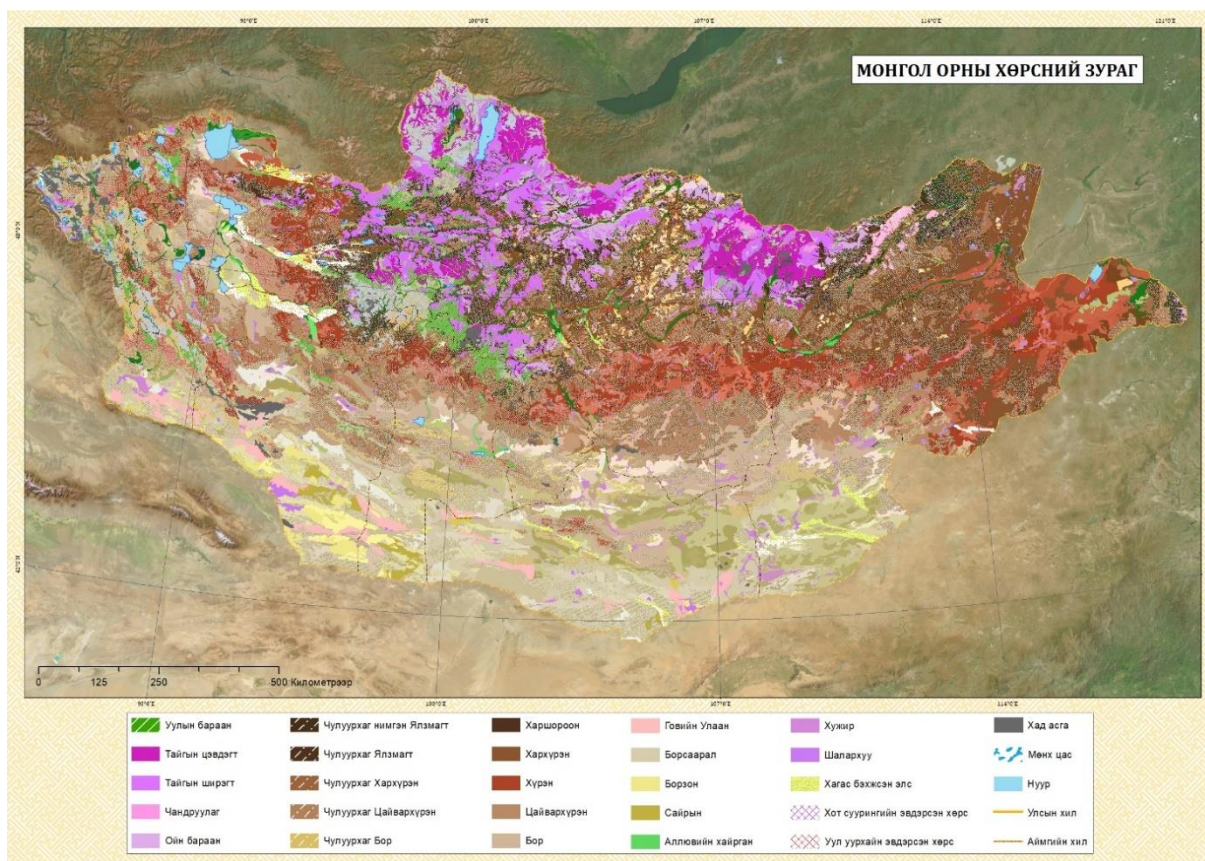 МОНГОЛ ОРНЫ ХӨРСНИЙ ЗУРАГ
0 125 250 500 Километрээр
Уулын бараан
Тайгын цэвдэгт
Тайгын ширэгт
Чандруулаг
Ойн бараан
Чулуурхаг нимгэн Ялзмагт
Чулуурхаг Ялзмагт
Чулуурхаг Хархүрэн
Чулуурхаг Цайвархүрэн
Чулуурхаг Бор
Харшороон
Хархүрэн
Хүрэн
Цайвархүрэн
Бор
Говийн Улаан
Борсаарал
Борзон
Сайрын
Аллювийн хайрган
Хужир
Шалархуу
Хагас бэхжсэн элс
Хот суурингийн эвдэрсэн хөрс
Уул уурхайн эвдэрсэн хөрс
Хад асга
Мөнх цас
Нуур
Улсын хил
Аймгийн хил